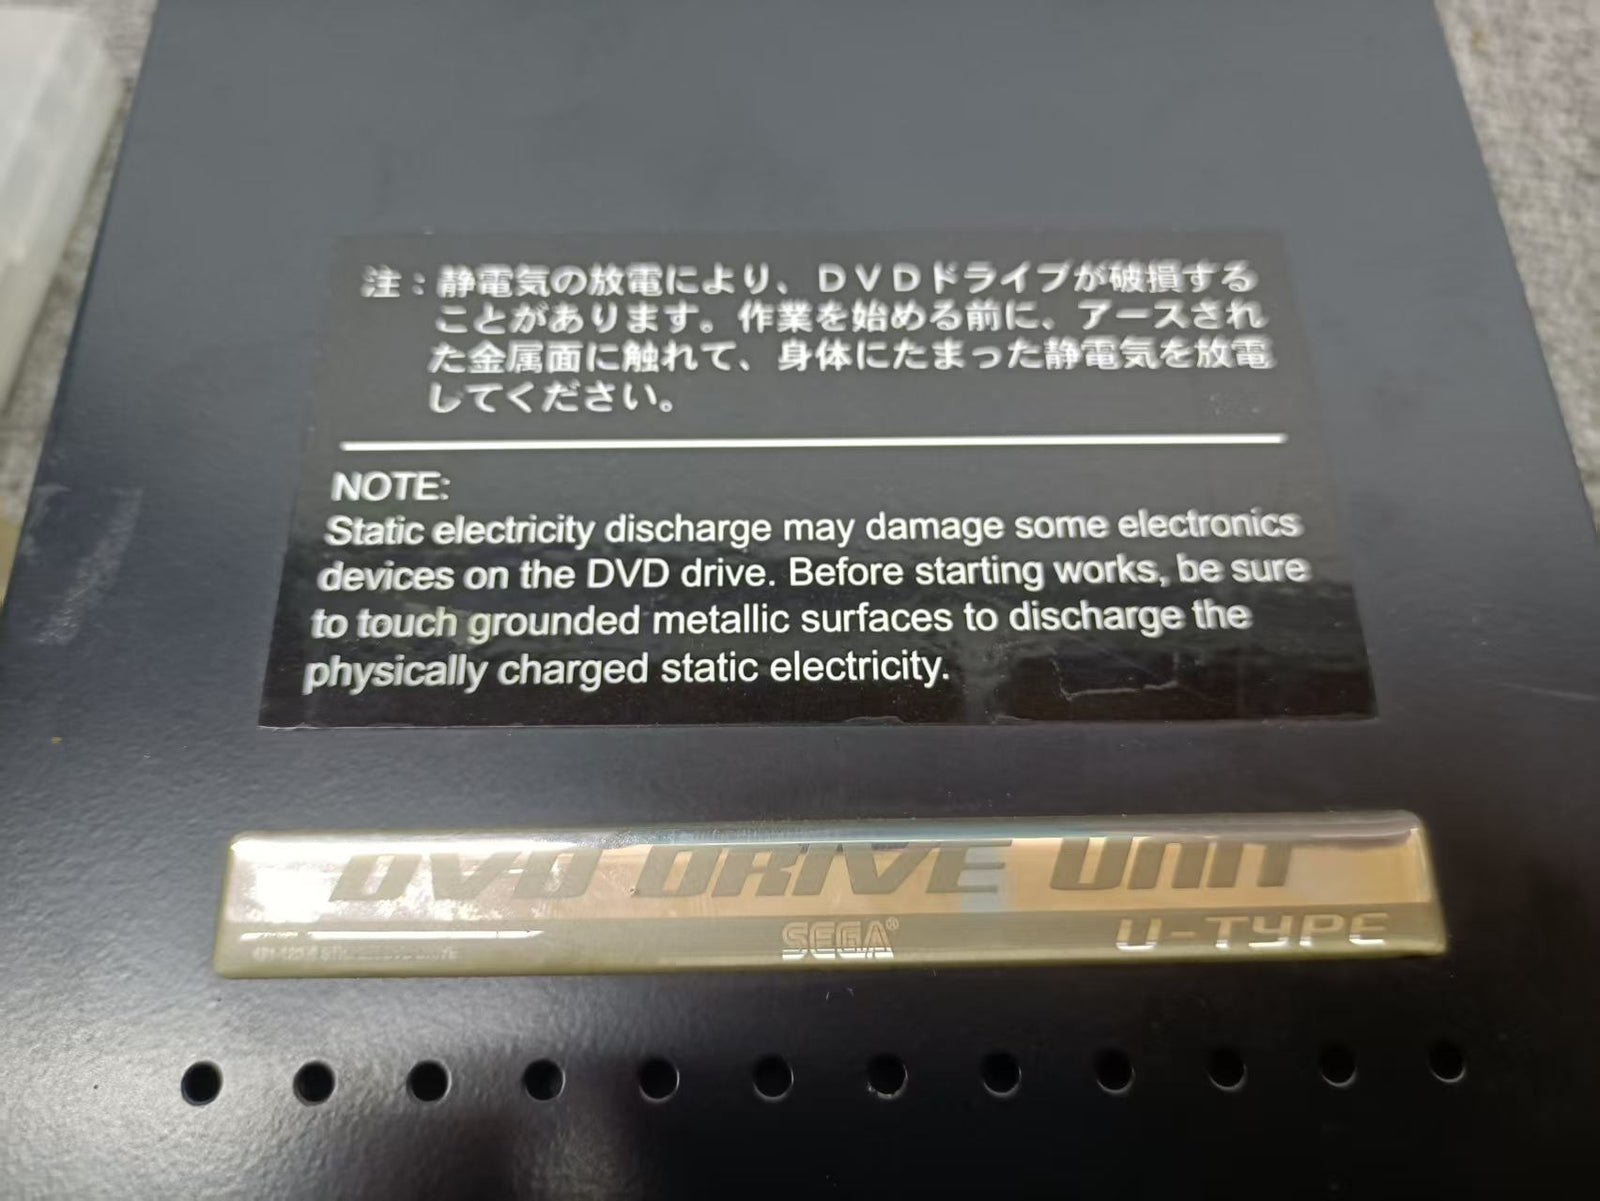 注：静電気の放電により、ＤＶＤドライブが破損する
ことがあります。作業を始める前に、アースされ
た金属面に触れて、身体にたまった静電気を放電
してください。
NOTE:
Static electricity discharge may damage some electronics
devices on the DVD drive. Before starting works, be sure
to touch grounded metallic surfaces to discharge the
physically charged static electricity.
DVD DRIVE UNIT
SEGA® U-TYPE